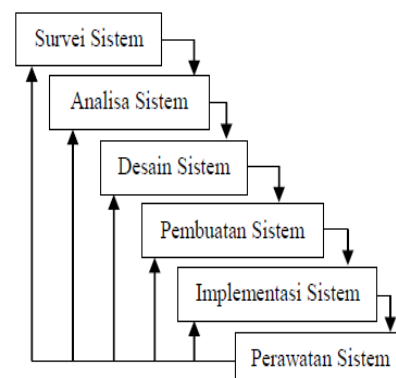 Survei Sistem
Analisa Sistem
Desain Sistem
Pembuatan Sistem
Implementasi Sistem
Perawatan Sistem